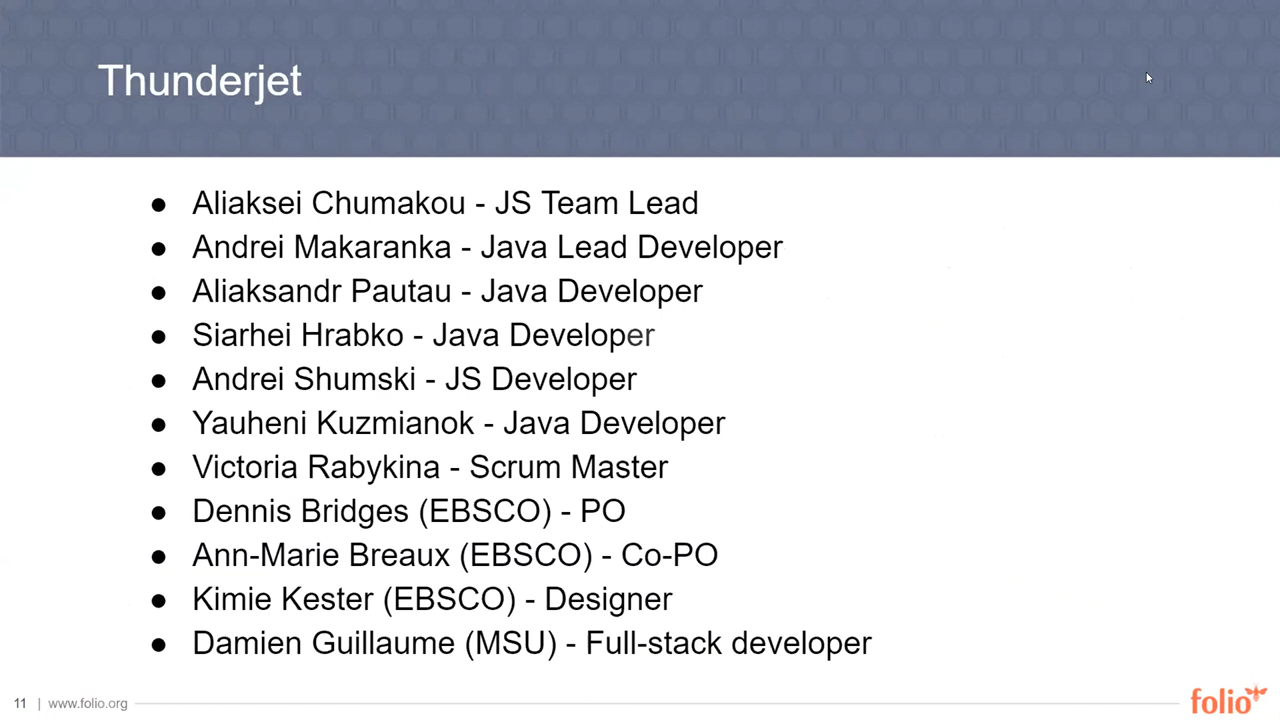 Thunderjet
● Aliaksei Chumakou - JS Team Lead
● Andrei Makaranka - Java Lead Developer
● Aliaksandr Pautau - Java Developer
● Siarhei Hrabko - Java Developer
● Andrei Shumski - JS Developer
● Yauheni Kuzmianok - Java Developer
● Victoria Rabykina - Scrum Master
● Dennis Bridges (EBSCO) - PO
● Ann-Marie Breaux (EBSCO) - Co-PO
● Kimie Kester (EBSCO) - Designer
● Damien Guillaume (MSU) - Full-stack developer
11 | www.folio.org
folio